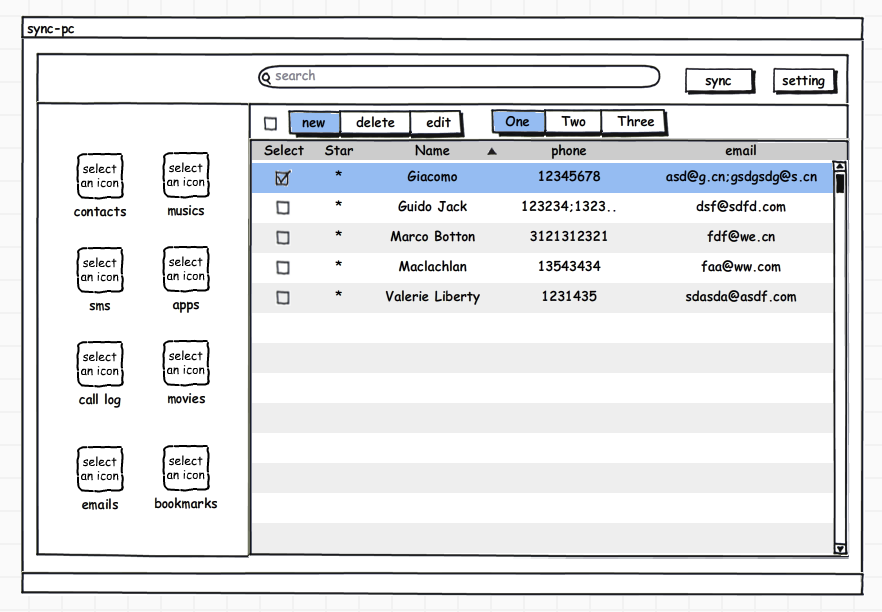 sync-pc
search
sync
setting
new
delete
edit
One
Two
Three
Select Star Name phone email
* Giacomo 12345678 asd@g.cn;gsdgsdg@s.cn
* Guido Jack 123234;1323..  dsf@sdfd.com
* Marco Botton 3121312321 fdf@we.cn
* Maclachlan 13543434 faa@ww.com
* Valerie Liberty 1231435 sdasda@asdf.com
select
an icon
contacts
select
an icon
musics
select
an icon
sms
select
an icon
apps
select
an icon
call log
select
an icon
movies
select
an icon
emails
select
an icon
bookmarks